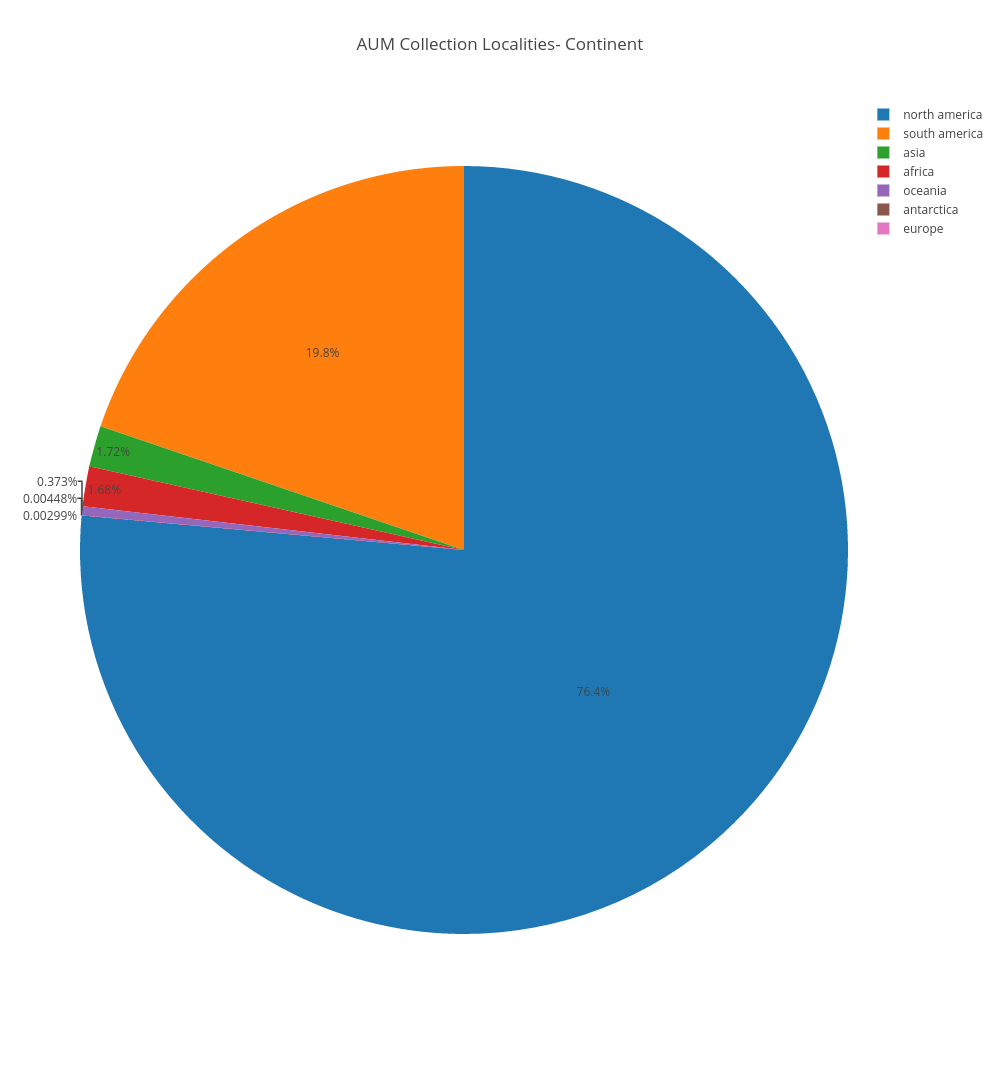 AUM Collection Localities- Continent
north america
south america
asia
africa
oceania
antarctica
europe
19.8%
1.72%
1.68%
0.373%
0.00448%
0.00299%
76.4%